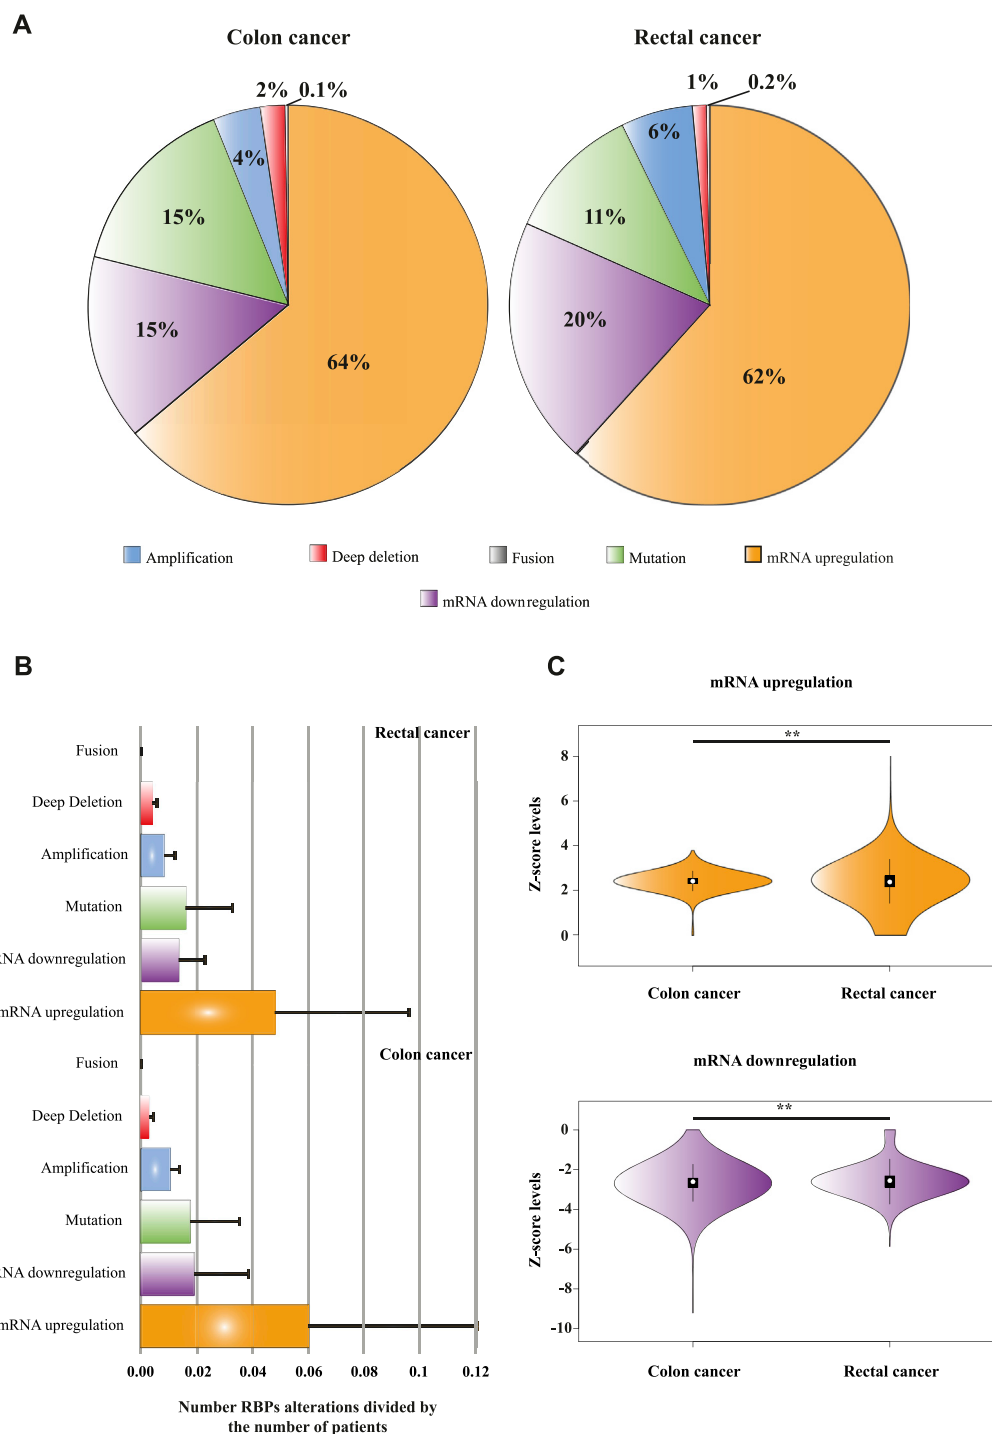 A
Colon cancer
Rectal cancer
2%
0.1%
4%
15%
15%
64%
1%
0.2%
6%
11%
20%
62%
Amplification
Deep deletion
Fusion
Mutation
mRNA upregulation
mRNA downregulation
B
Rectal cancer
Fusion
Deep Deletion
Amplification
Mutation
RNA downregulation
mRNA upregulation
Colon cancer
Fusion
Deep Deletion
Amplification
Mutation
RNA downregulation
mRNA upregulation
0.00
0.02
0.04
0.06
0.08
0.1
0.12
Number RBPs alterations divided by
the number of patients
C
mRNA upregulation
**
8
6
4
2
0
Z-score levels
Colon cancer
Rectal cancer
mRNA downregulation
**
0
-2
-4
-6
-8
-10
Z-score levels
Colon cancer
Rectal cancer